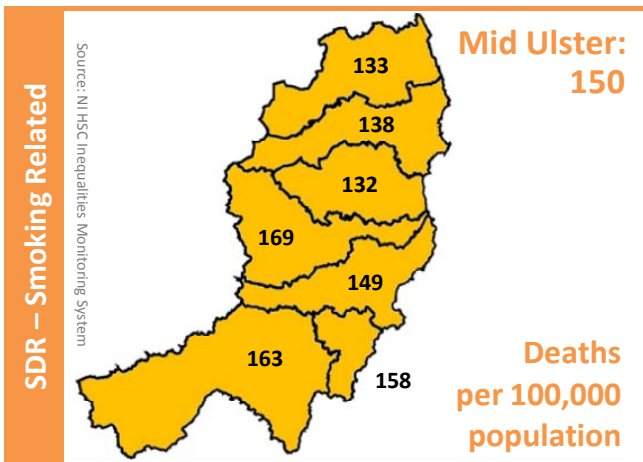 SDR – Smoking Related
Source: NI HSC Inequalities Monitoring System
Mid Ulster:
150
133
138
132
169
149
163
158
Deaths
per 100,000
population